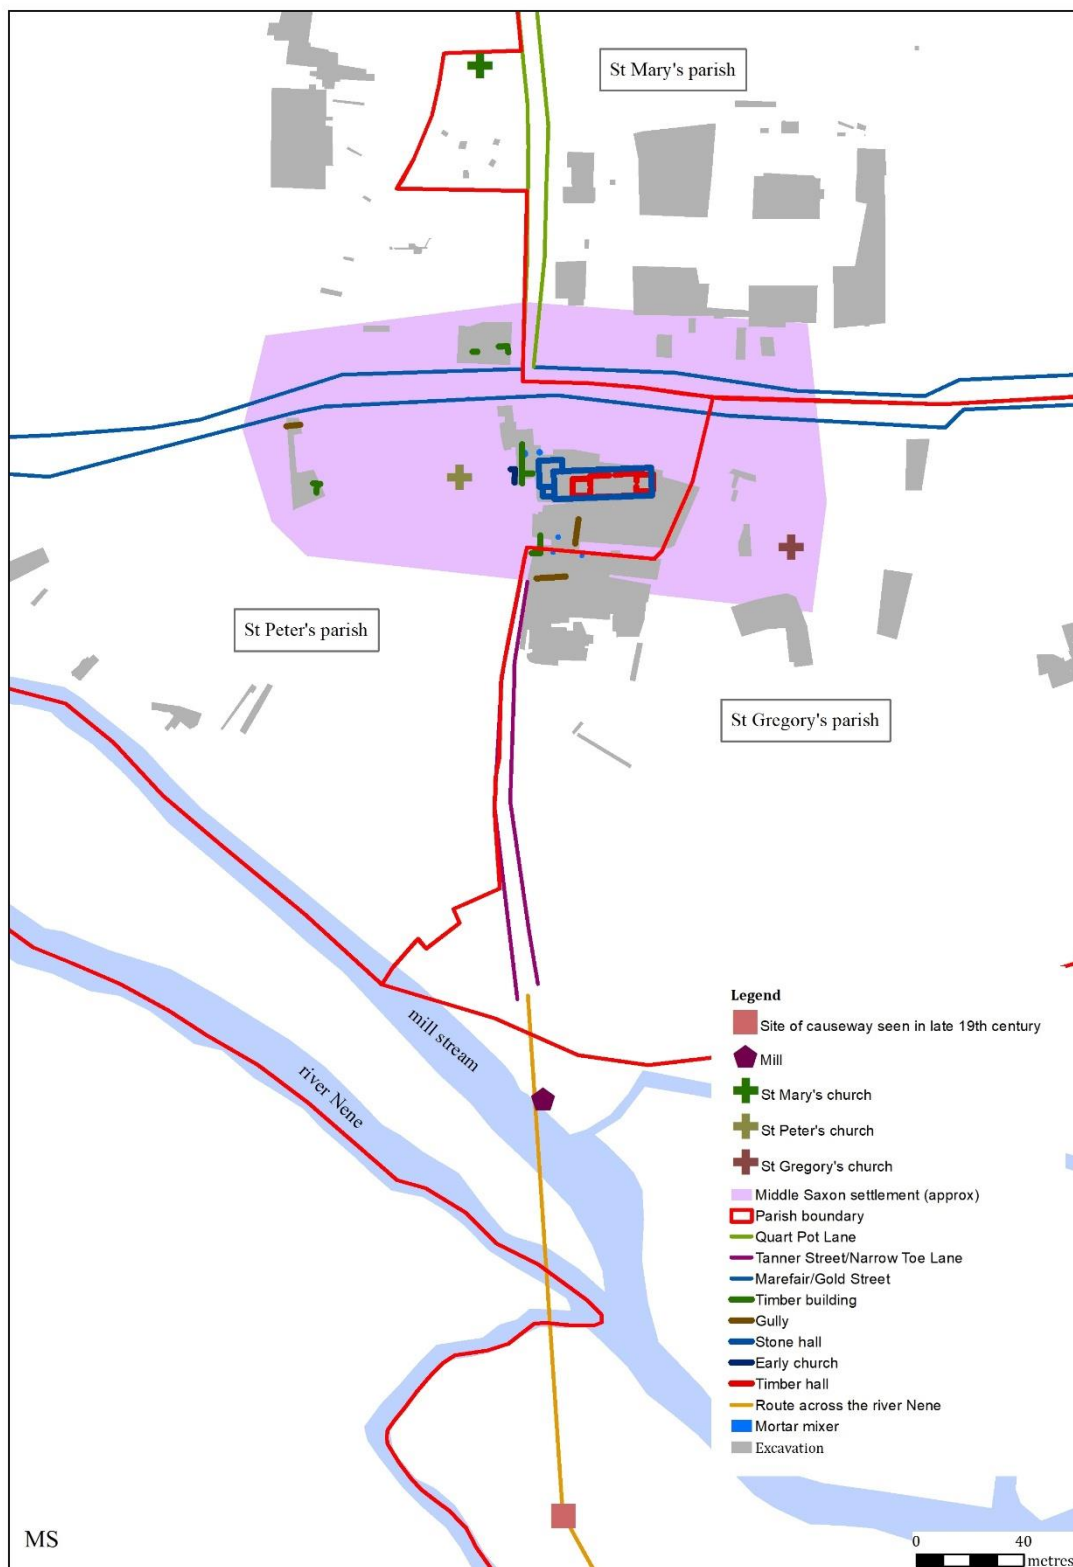 St Mary's parish
St Peter's parish
St Gregory's parish
mill stream
river Nene
Legend
Site of causeway seen in late 19th century
Mill
St Mary's church
St Peter's church
St Gregory's church
Middle Saxon settlement (approx)
Parish boundary
Quart Pot Lane
Tanner Street/Narrow Toe Lane
Marefair/Gold Street
Timber building
Gully
Stone hall
Early church
Timber hall
Route across the river Nene
Mortar mixer
Excavation
MS
0 40
metres